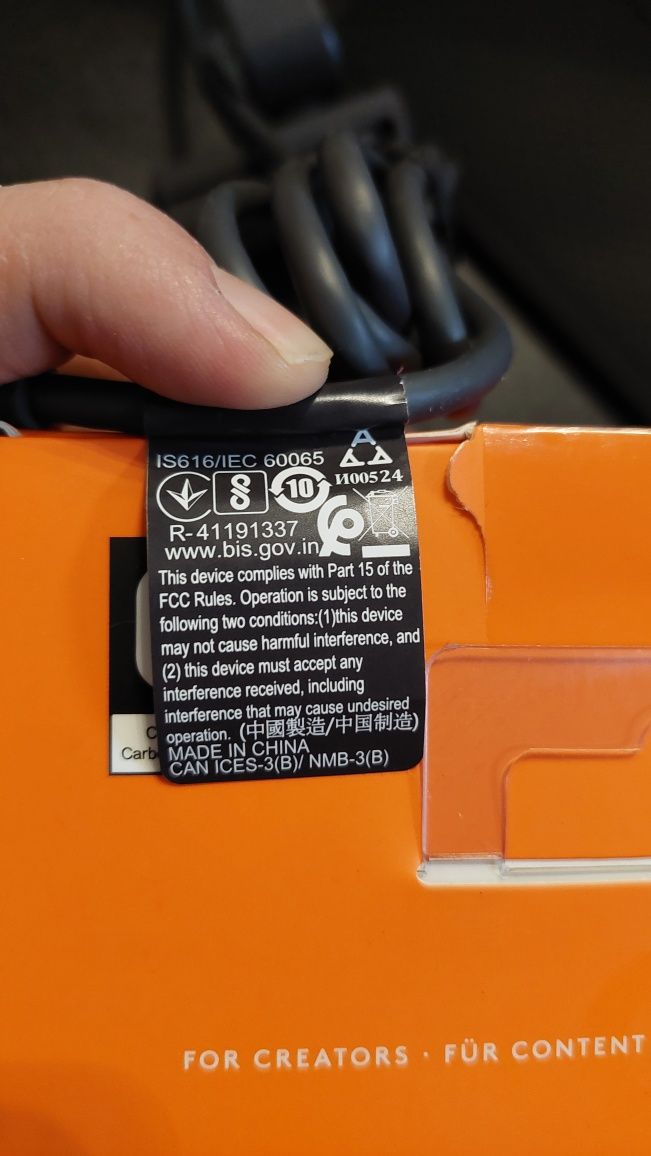 A
IS616/IEC 60065
И00524
10
R-41191337
www.bis.gov.in
This device complies with Part 15 of the
FCC Rules. Operation is subject to the
following two conditions:(1)this device
may not cause harmful interference, and
(2) this device must accept any
interference received, including
interference that may cause undesired
operation. (中國製造/中国制造)
MADE IN CHINA
CAN ICES-3(B)/ NMB-3(B)
C
Carb
FOR CREATORS · FÜR CONTENT